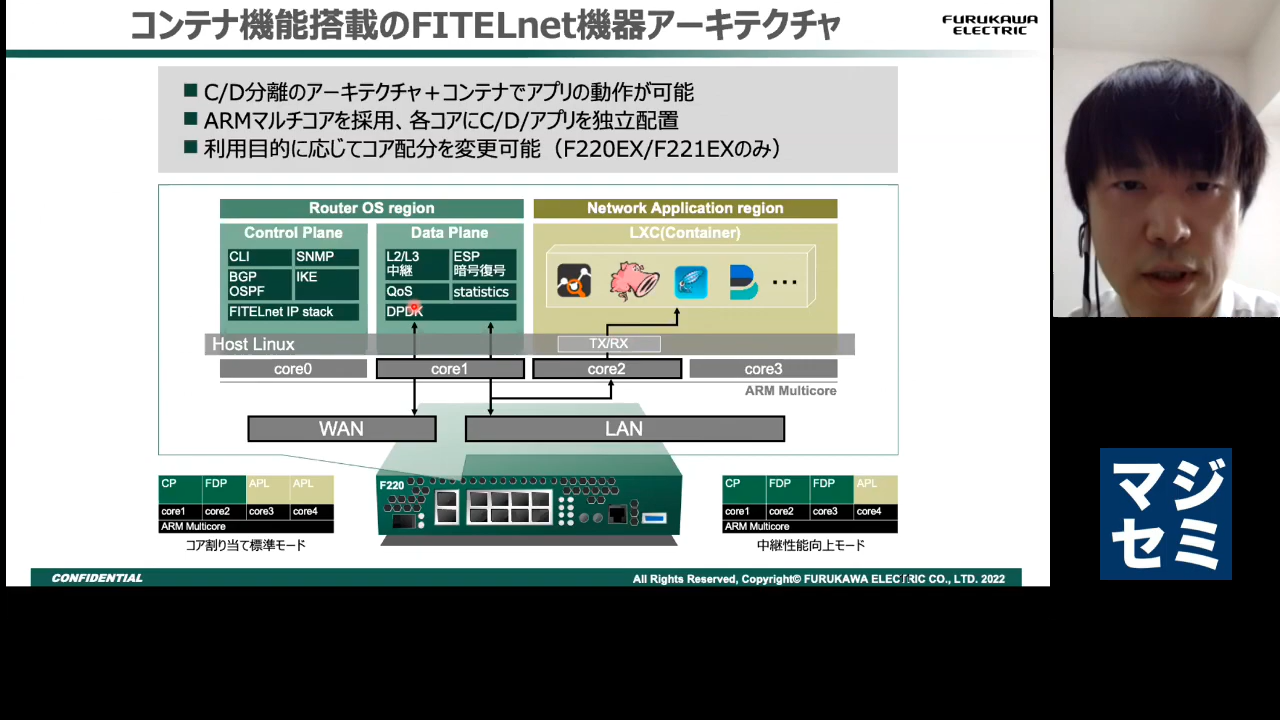 コンテナ機能搭載のFITELnet機器アーキテクチャ
FURUKAWA
ELECTRIC
■ C/D分離のアーキテクチャ＋コンテナでアプリの動作が可能
■ ARMマルチコアを採用、各コアにC/D/アプリを独立配置
■ 利用目的に応じてコア配分を変更可能（F220EX/F221EXのみ）
Router OS region
Network Application region
Control Plane
Data Plane
LXC(Container)
CLI
SNMP
BGP
OSPF
IKE
FITELnet IP stack
L2/L3
中継
ESP
暗号復号
QoS
statistics
DPDK
…
Host Linux
TX/RX
core0
core1
core2
core3
ARM Multicore
WAN
LAN
F220
CP FDP APL APL
core1 core2 core3 core4
ARM Multicore
コア割り当て標準モード
CP FDP FDP APL
core1 core2 core3 core4
ARM Multicore
中継性能向上モード
CONFIDENTIAL
All Rights Reserved, Copyright© FURUKAWA ELECTRIC CO., LTD. 2022
マジ
セミ